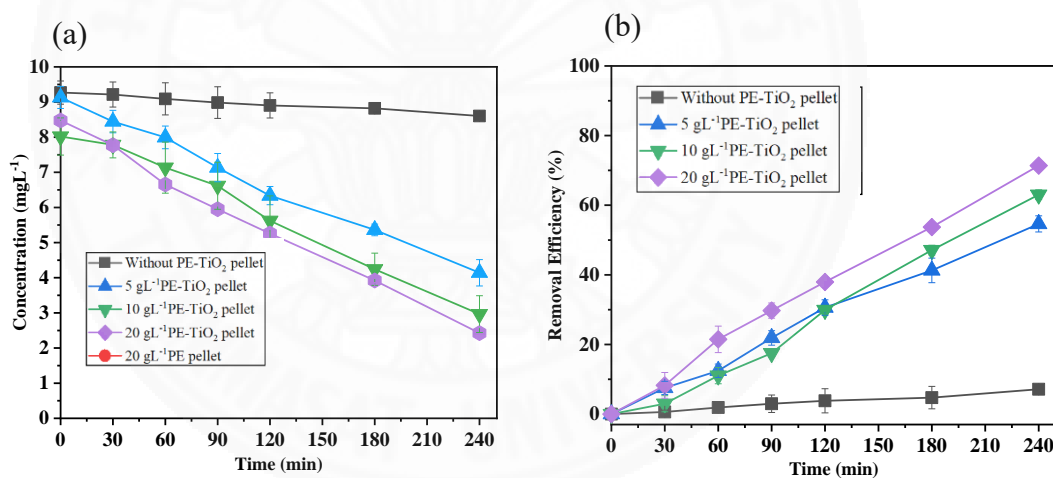 (a)
10
9
8
7
6
5
4
3
2
1
0
Concentration (mgL⁻¹)
Without PE-TiO₂ pellet
5 gL⁻¹PE-TiO₂ pellet
10 gL⁻¹PE-TiO₂ pellet
20 gL⁻¹PE-TiO₂ pellet
20 gL⁻¹PE pellet
0 30 60 90 120 180 240
Time (min)
(b)
100
80
60
40
20
0
Removal Efficiency (%)
Without PE-TiO₂ pellet
5 gL⁻¹PE-TiO₂ pellet
10 gL⁻¹PE-TiO₂ pellet
20 gL⁻¹PE-TiO₂ pellet
0 30 60 90 120 180 240
Time (min)